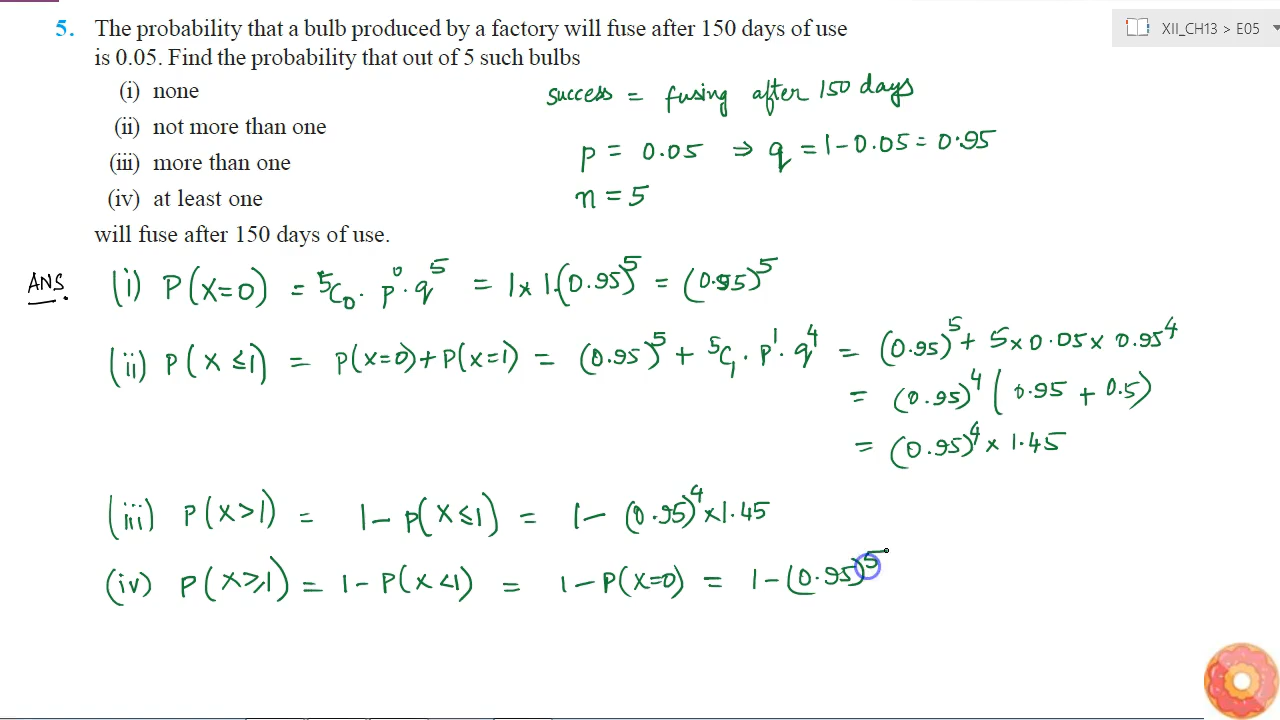 5. The probability that a bulb produced by a factory will fuse after 150 days of use
is 0.05. Find the probability that out of 5 such bulbs
(i) none
(ii) not more than one
(iii) more than one
(iv) at least one
will fuse after 150 days of use.
XII_CH13 > E05
success = fusing after 150 days
p = 0.05 ⇒ q = 1 - 0.05 = 0.95
n = 5
ANS.
(i) P(X=0) = ⁵C₀ · p⁰ · q⁵ = 1 × 1·(0.95)⁵ = (0.95)⁵
(ii) P(X ≤ 1) = P(X=0) + P(X=1) = (0.95)⁵ + ⁵C₁ · p¹ · q⁴ = (0.95)⁵ + 5 × 0.05 × 0.95⁴
= (0.95)⁴ (0.95 + 0.5)
= (0.95)⁴ × 1.45
(iii) P(X > 1) = 1 - P(X ≤ 1) = 1 - (0.95)⁴ × 1.45
(iv) P(X ≥ 1) = 1 - P(X < 1) = 1 - P(X=0) = 1 - (0.95)⁵